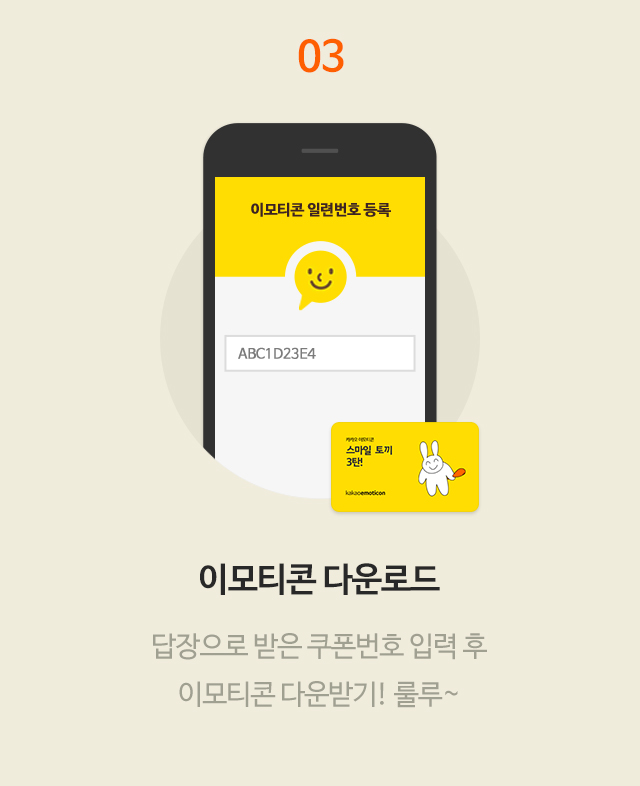 03
이모티콘 일련번호 등록
ABC1D23E4
카카오 이모티콘
스마일 토끼
3탄!
kakaoemoticon
이모티콘 다운로드
답장으로 받은 쿠폰번호 입력 후
이모티콘 다운받기! 룰루~